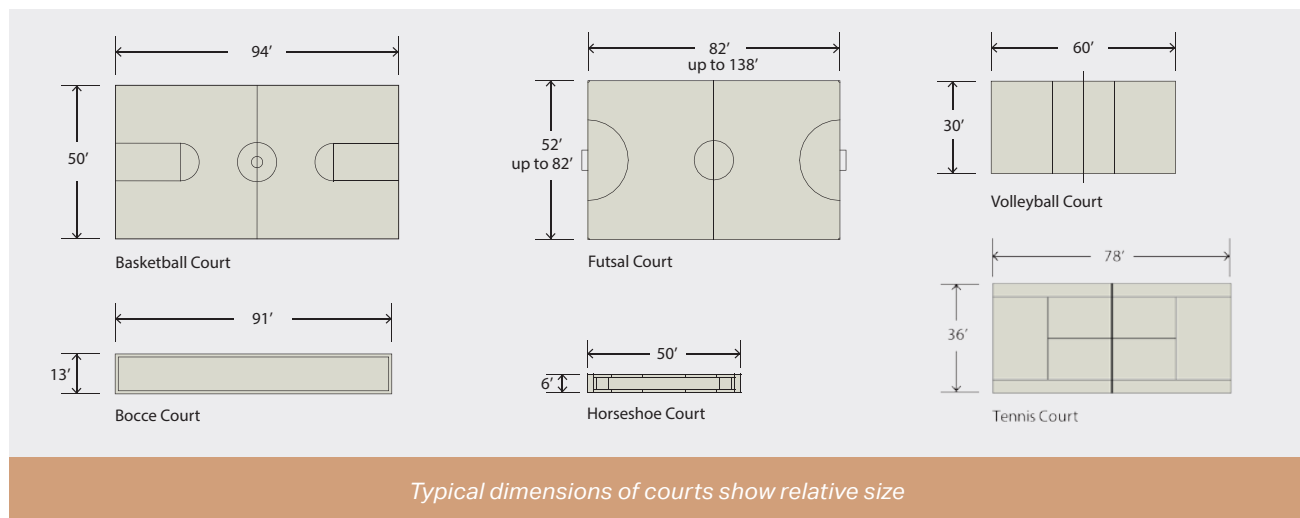 94′
50′
Basketball Court
82′
up to 138′
52′
up to 82′
Futsal Court
60′
30′
Volleyball Court
91′
13′
Bocce Court
50′
6′
Horseshoe Court
78′
36′
Tennis Court
Typical dimensions of courts show relative size